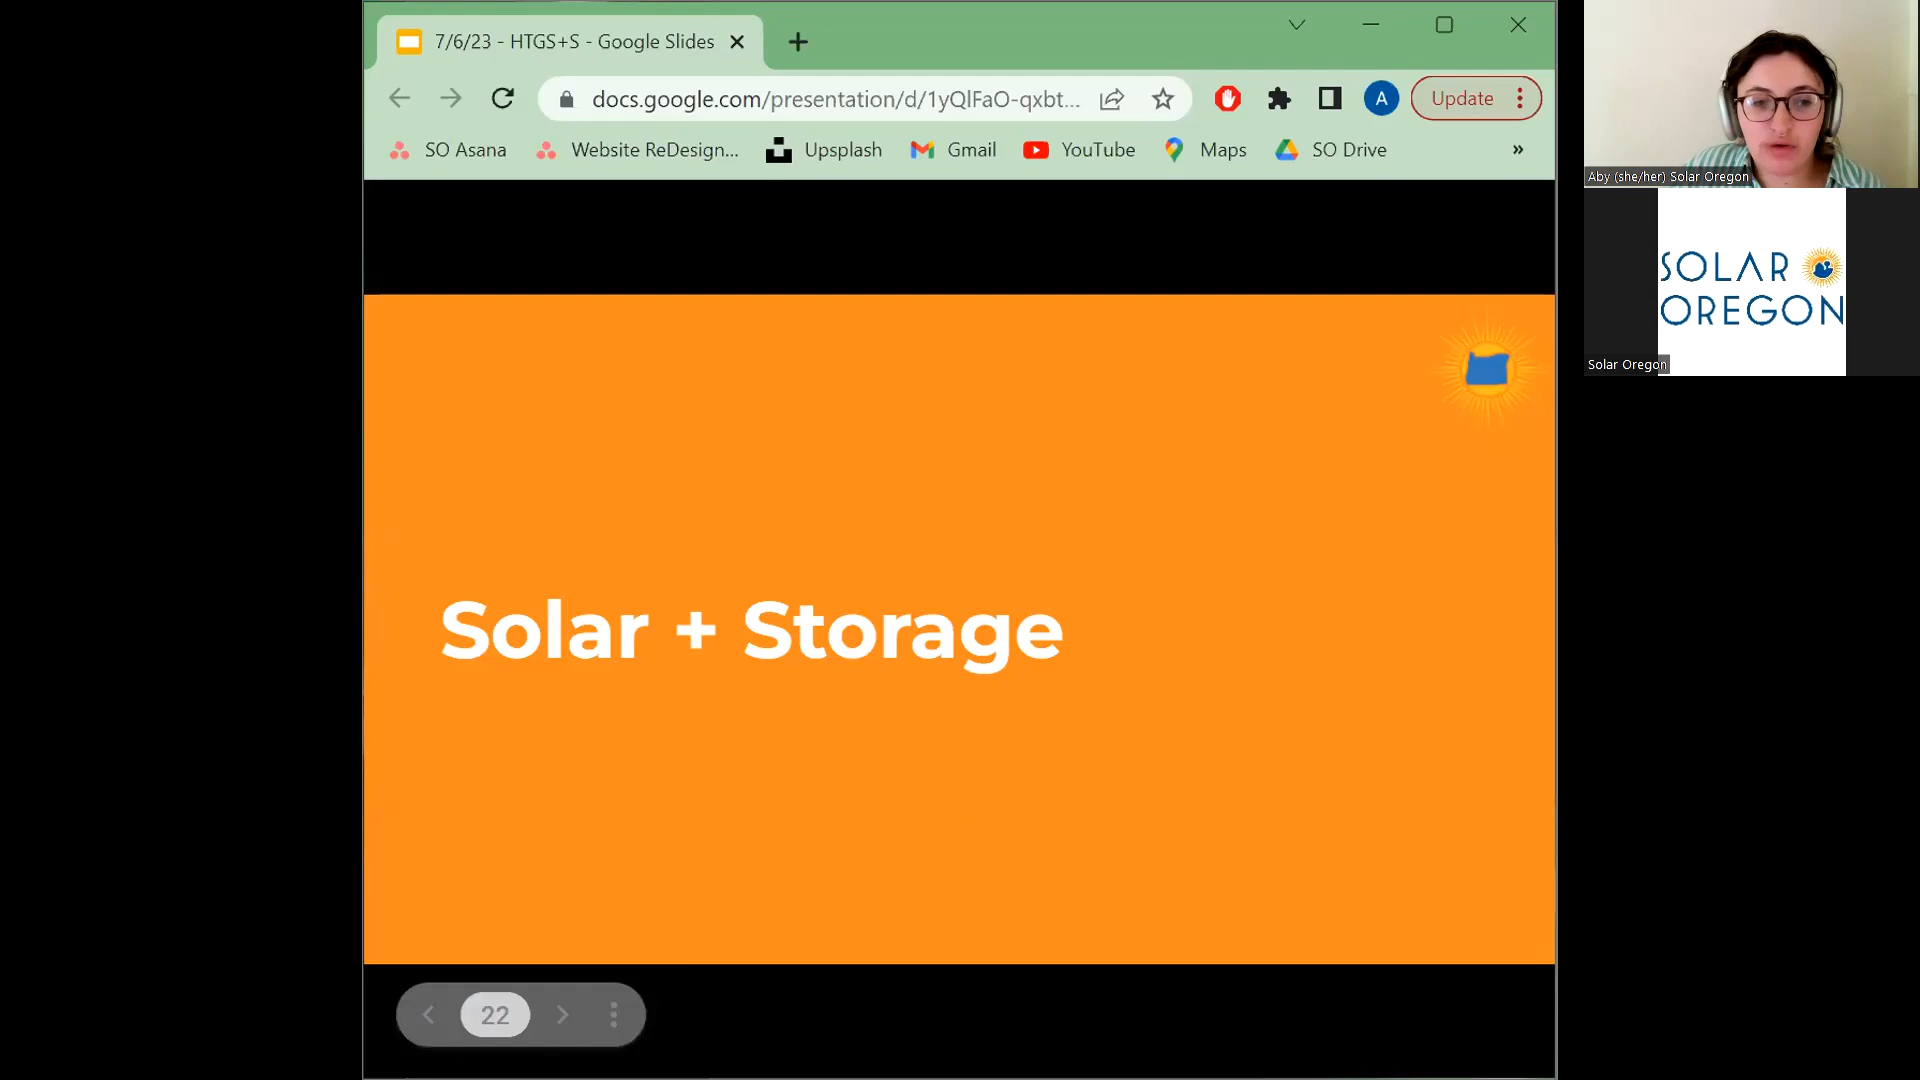 7/6/23 - HTGS+S - Google Slides
docs.google.com/presentation/d/1yQlFaO-qxbt...
A
Update
SO Asana
Website ReDesign...
Upsplash
Gmail
YouTube
Maps
SO Drive
»
Solar + Storage
22
Aby (she/her) Solar Oregon
SOLAR
OREGON
Solar Oregon